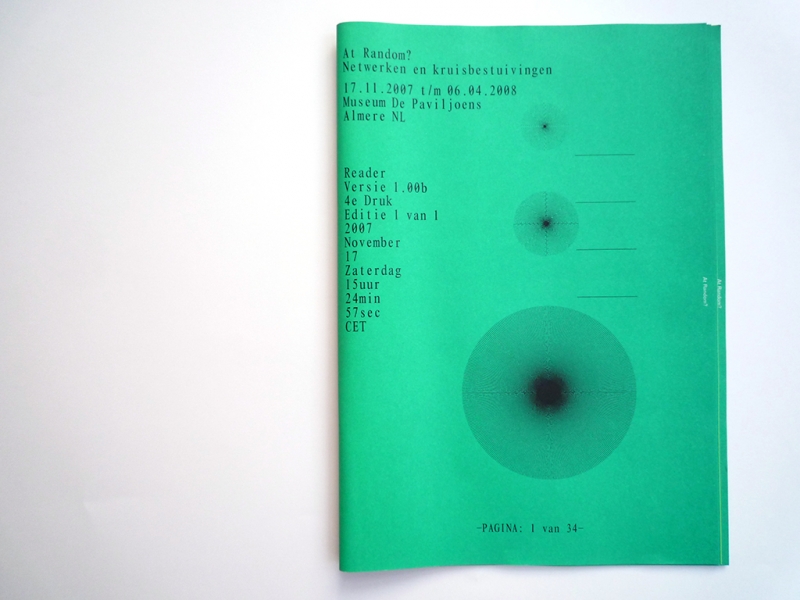 At Random?
Netwerken en kruisbestuivingen
17.11.2007 t/m 06.04.2008
Museum De Paviljoens
Almere NL
Reader
Versie 1.00b
4e Druk
Editie 1 van 1
2007
November
17
Zaterdag
15uur
24min
57sec
CET
At Random?
At Random?
-PAGINA: 1 van 34-